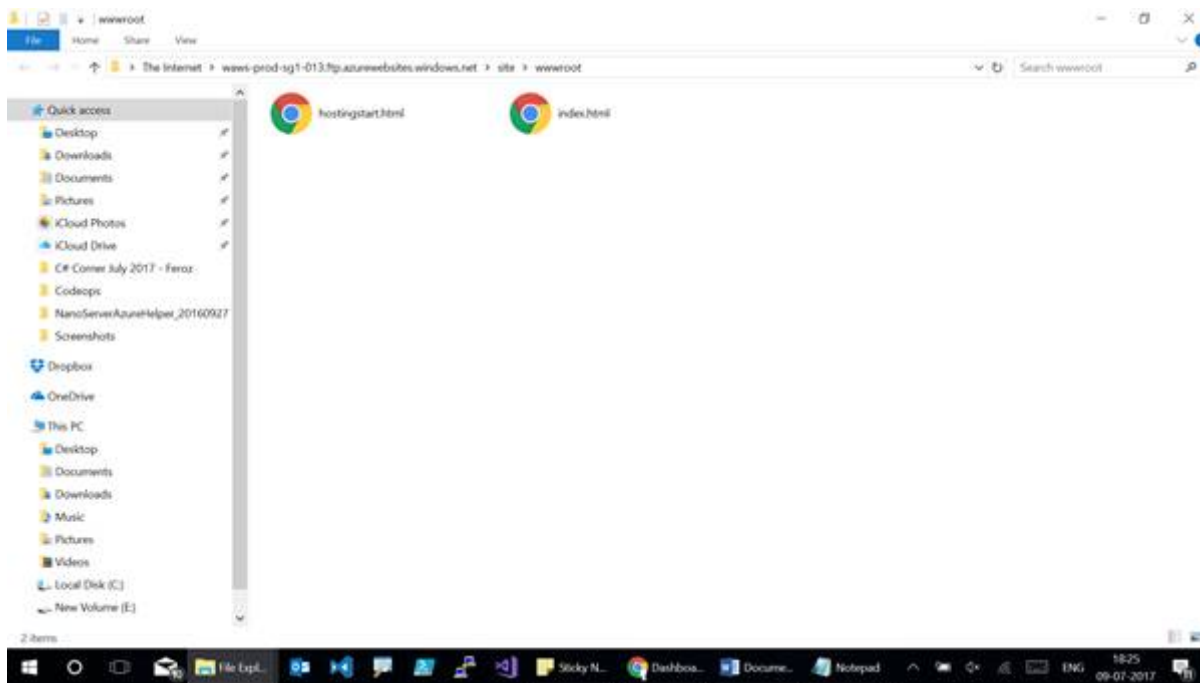 wwwroot
File Home Share View
The Internet > waws-prod-sg1-013.ftp.azurewebsites.windows.net > site > wwwroot
Search wwwroot
Quick access
hostingstart.html
index.html
Desktop
Downloads
Documents
Pictures
iCloud Photos
iCloud Drive
C# Corner July 2017 - Feroz
Codeops
NanoServerAzureHelper_20160927
Screenshots
Dropbox
OneDrive
This PC
Desktop
Documents
Downloads
Music
Pictures
Videos
Local Disk (C:)
New Volume (E:)
2 items
File Expl... Sticky N... Dashboa... Docume... Notepad ENG
18:25
09-07-2017